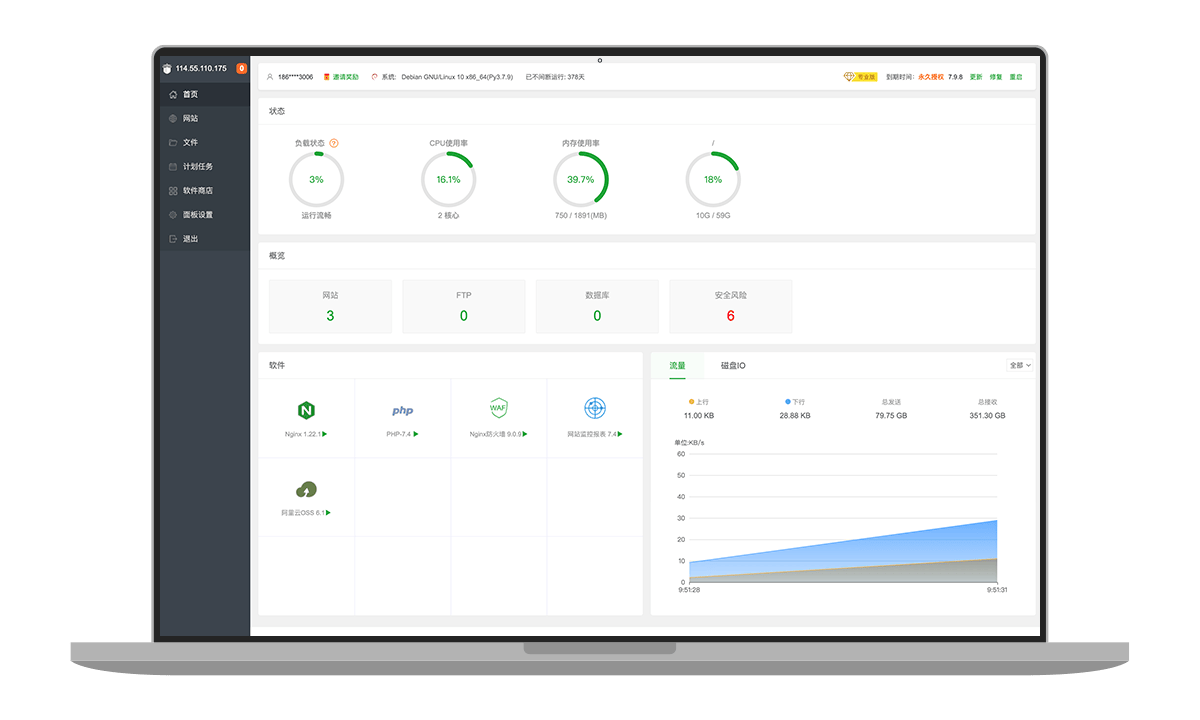 114.55.110.175 0
首页
网站
文件
计划任务
软件商店
面板设置
退出
186****3006 邀请奖励 系统: Debian GNU/Linux 10 x86_64(Py3.7.9) 已不间断运行: 378天 专业版 到期时间: 永久授权 7.9.8 更新 修复 重启
状态
负载状态 ? CPU使用率 内存使用率 /
3% 16.1% 39.7% 18%
运行流畅 2 核心 750 / 1891(MB) 10G / 59G
概览
网站 FTP 数据库 安全风险
3 0 0 6
软件
N php WAF
Nginx 1.22.1 PHP-7.4 Nginx防火墙 9.0.9 网站监控报表 7.4
阿里云OSS 6.1
流量 磁盘IO 全部
上行 下行 总发送 总接收
11.00 KB 28.88 KB 79.75 GB 351.30 GB
单位:KB/s
60
50
40
30
20
10
0
9:51:28 9:51:31